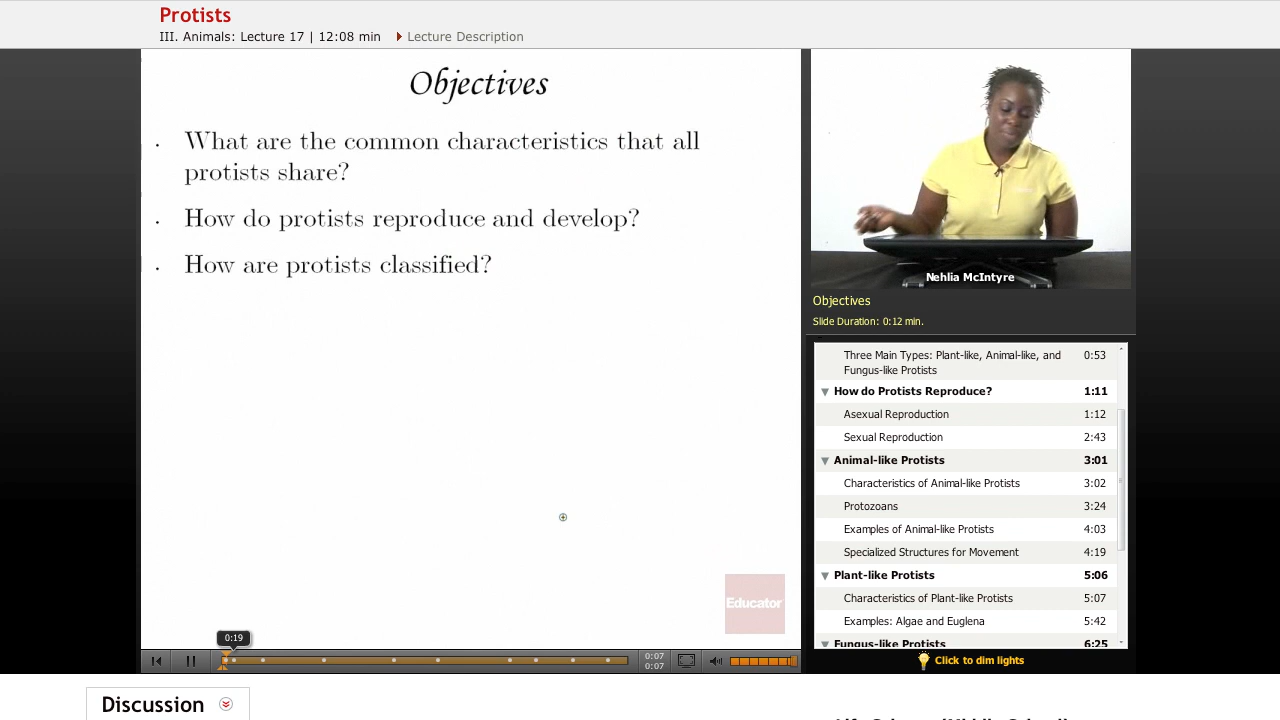 Protists
III. Animals: Lecture 17 | 12:08 min Lecture Description
Objectives
. What are the common characteristics that all
protists share?
. How do protists reproduce and develop?
. How are protists classified?
Educator
0:19
0:07
0:07
Nehlia McIntyre
Objectives
Slide Duration: 0:12 min.
Three Main Types: Plant-like, Animal-like, and 0:53
Fungus-like Protists
How do Protists Reproduce? 1:11
Asexual Reproduction 1:12
Sexual Reproduction 2:43
Animal-like Protists 3:01
Characteristics of Animal-like Protists 3:02
Protozoans 3:24
Examples of Animal-like Protists 4:03
Specialized Structures for Movement 4:19
Plant-like Protists 5:06
Characteristics of Plant-like Protists 5:07
Examples: Algae and Euglena 5:42
Fungus-like Protists 6:25
Click to dim lights
Discussion